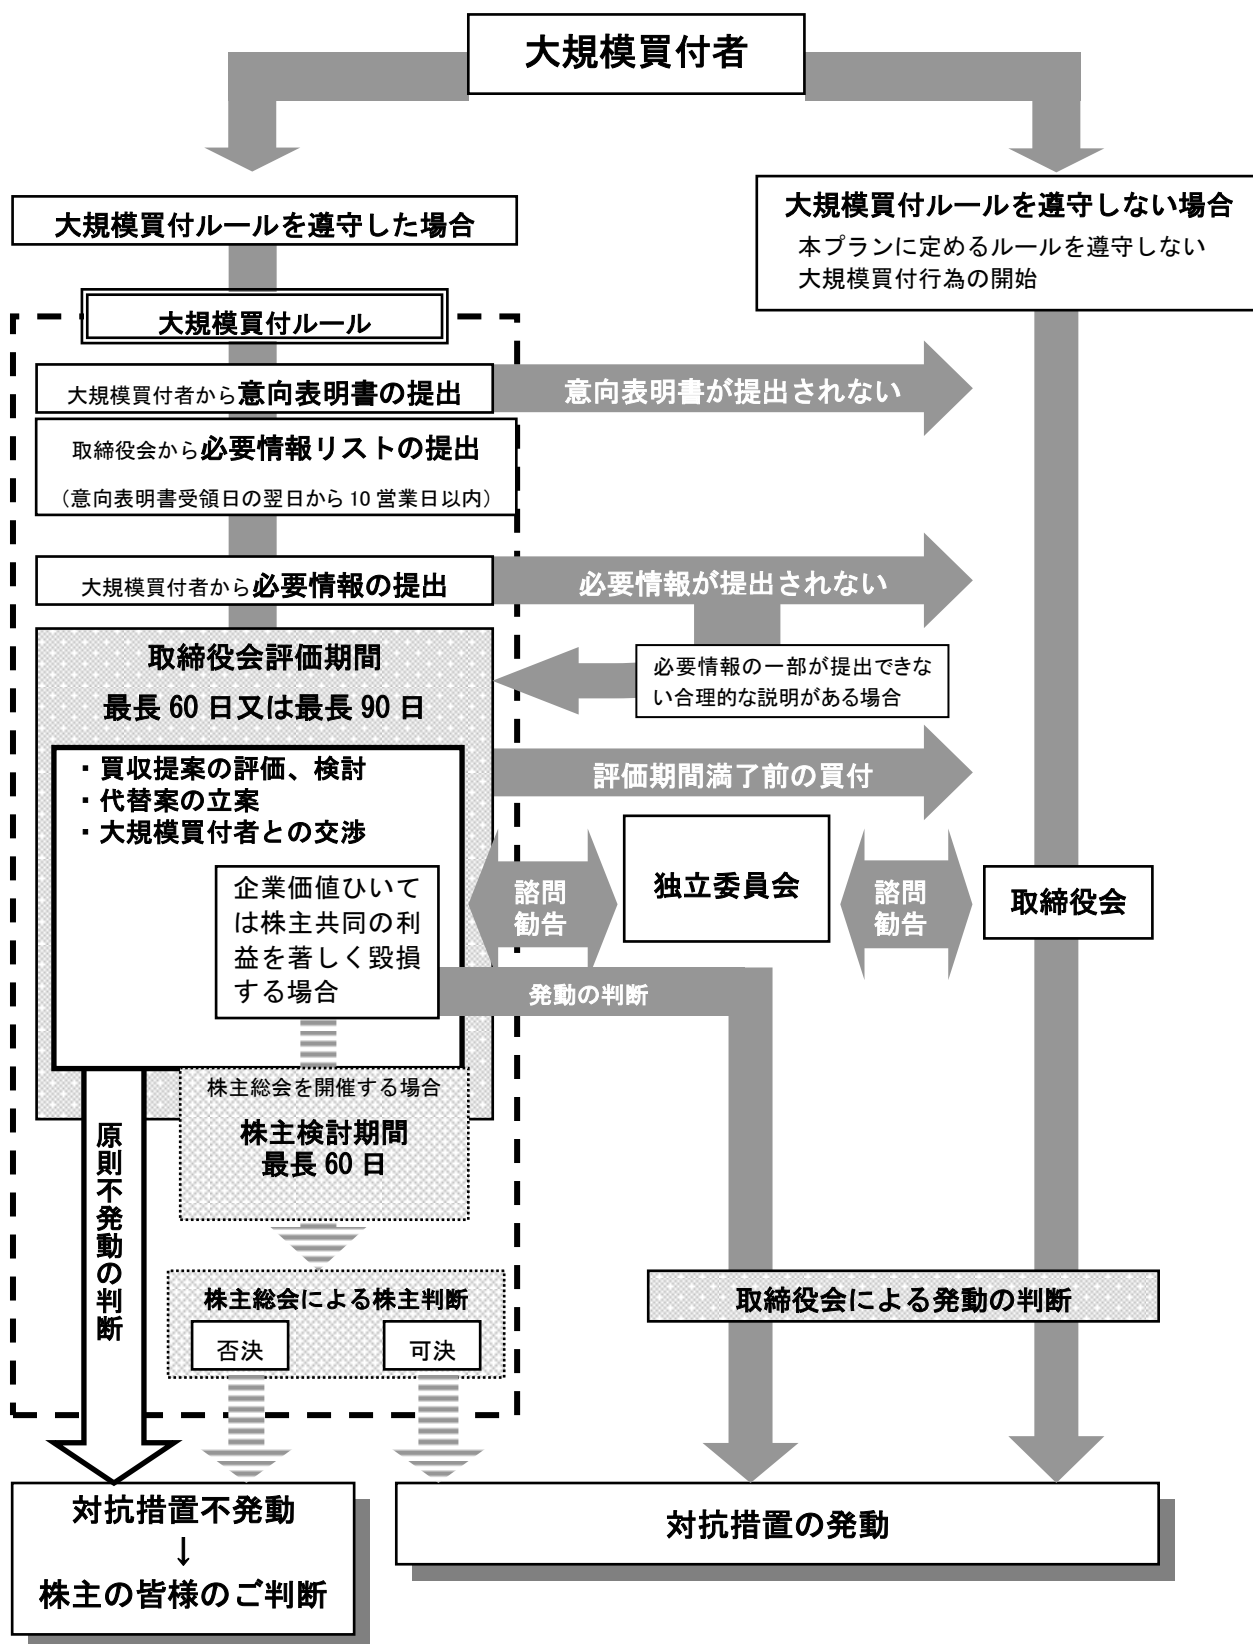 大規模買付者
大規模買付ルールを遵守した場合
大規模買付ルールを遵守しない場合
本プランに定めるルールを遵守しない
大規模買付行為の開始
大規模買付ルール
大規模買付者から意向表明書の提出
意向表明書が提出されない
取締役会から必要情報リストの提出
（意向表明書受領日の翌日から 10 営業日以内）
大規模買付者から必要情報の提出
必要情報が提出されない
取締役会評価期間
最長 60 日又は最長 90 日
必要情報の一部が提出できな
い合理的な説明がある場合
・買収提案の評価、検討
・代替案の立案
・大規模買付者との交渉
評価期間満了前の買付
企業価値ひいて
は株主共同の利
益を著しく毀損
する場合
諮問
勧告
独立委員会
諮問
勧告
取締役会
発動の判断
株主総会を開催する場合
株主検討期間
最長 60 日
原則不発動の判断
株主総会による株主判断
否決
可決
取締役会による発動の判断
対抗措置不発動
↓
株主の皆様のご判断
対抗措置の発動